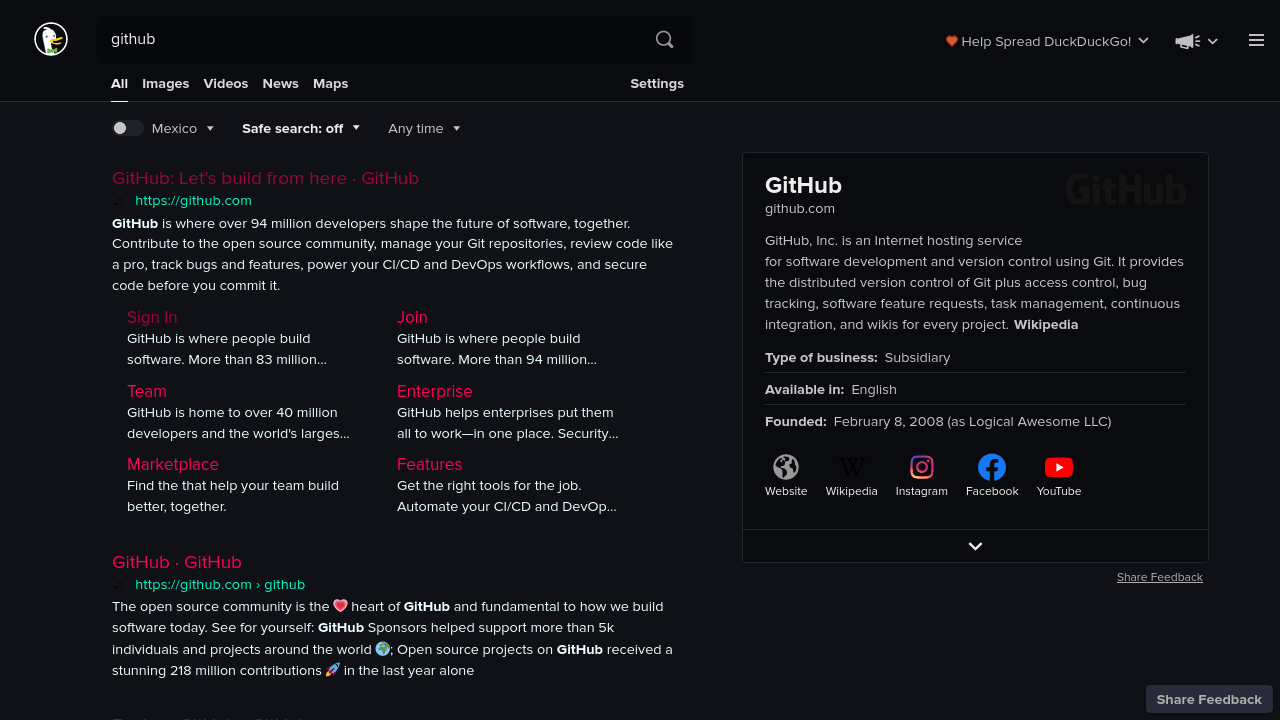 github
Help Spread DuckDuckGo!
All Images Videos News Maps Settings
Mexico Safe search: off Any time
GitHub: Let's build from here · GitHub
https://github.com
GitHub is where over 94 million developers shape the future of software, together.
Contribute to the open source community, manage your Git repositories, review code like
a pro, track bugs and features, power your CI/CD and DevOps workflows, and secure
code before you commit it.
Sign In
GitHub is where people build
software. More than 83 million...
Join
GitHub is where people build
software. More than 94 million...
Team
GitHub is home to over 40 million
developers and the world's larges...
Enterprise
GitHub helps enterprises put them
all to work—in one place. Security...
Marketplace
Find the that help your team build
better, together.
Features
Get the right tools for the job.
Automate your CI/CD and DevOp...
GitHub · GitHub
https://github.com › github
The open source community is the 💗 heart of GitHub and fundamental to how we build
software today. See for yourself: GitHub Sponsors helped support more than 5k
individuals and projects around the world 🌍; Open source projects on GitHub received a
stunning 218 million contributions 🚀 in the last year alone
GitHub
GitHub
github.com
GitHub, Inc. is an Internet hosting service
for software development and version control using Git. It provides
the distributed version control of Git plus access control, bug
tracking, software feature requests, task management, continuous
integration, and wikis for every project. Wikipedia
Type of business: Subsidiary
Available in: English
Founded: February 8, 2008 (as Logical Awesome LLC)
W
Website Wikipedia Instagram Facebook YouTube
Share Feedback
Share Feedback